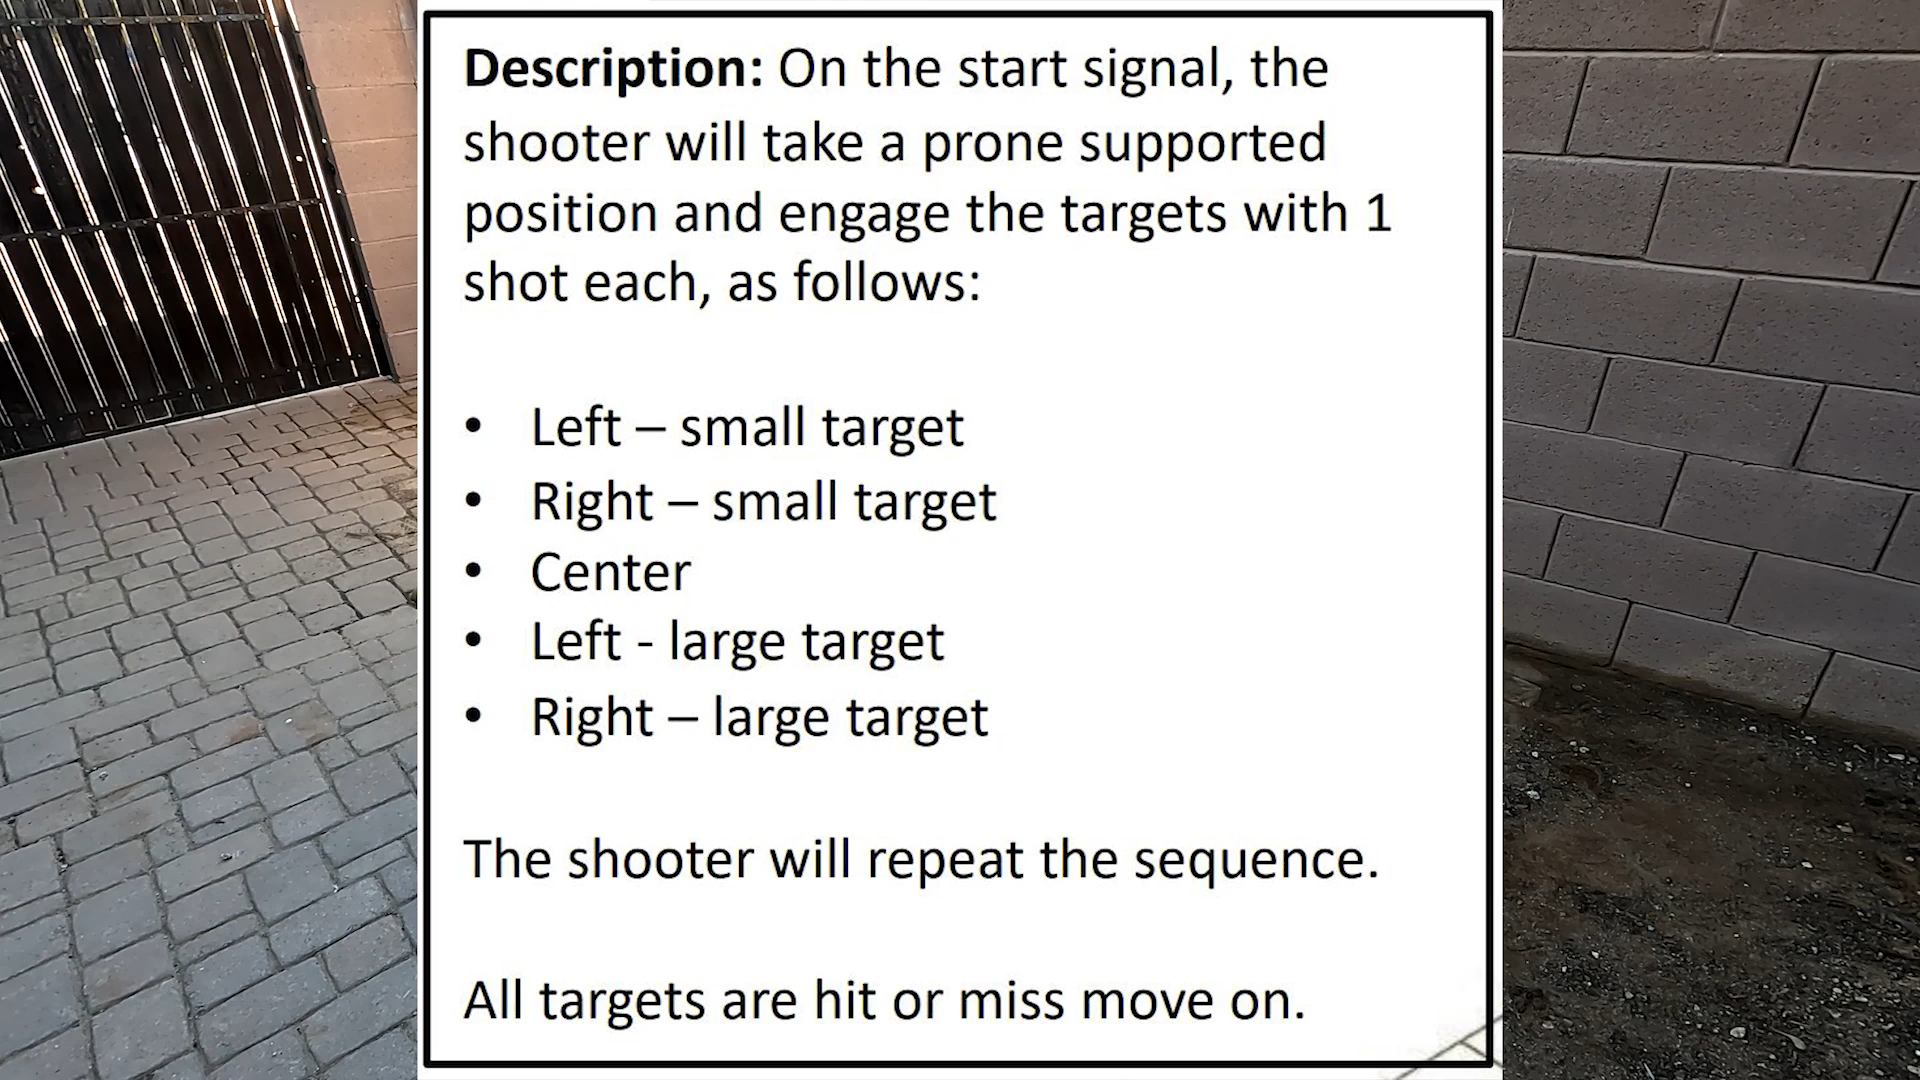 Description: On the start signal, the
shooter will take a prone supported
position and engage the targets with 1
shot each, as follows:
• Left – small target
• Right – small target
• Center
• Left - large target
• Right – large target
The shooter will repeat the sequence.
All targets are hit or miss move on.